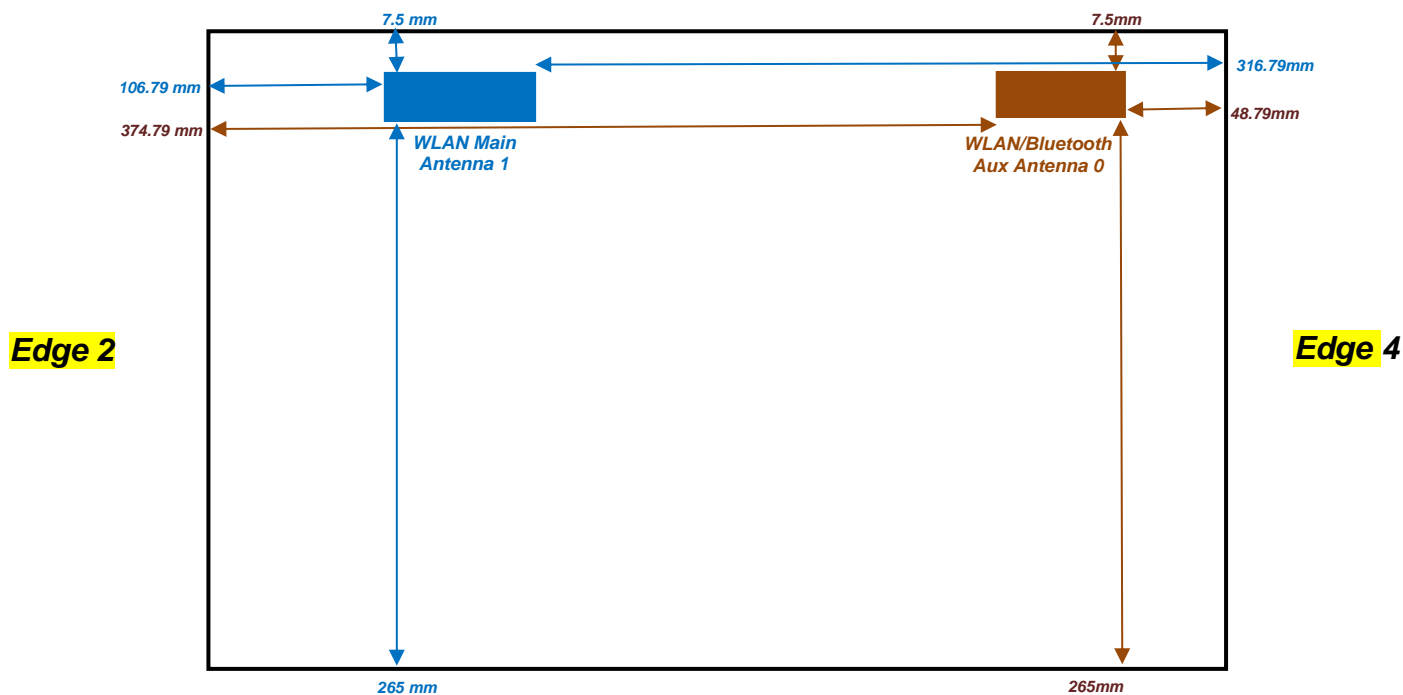 7.5 mm
7.5mm
106.79 mm
316.79mm
374.79 mm
48.79mm
WLAN Main
Antenna 1
WLAN/Bluetooth
Aux Antenna 0
Edge 2
Edge 4
265 mm
265mm